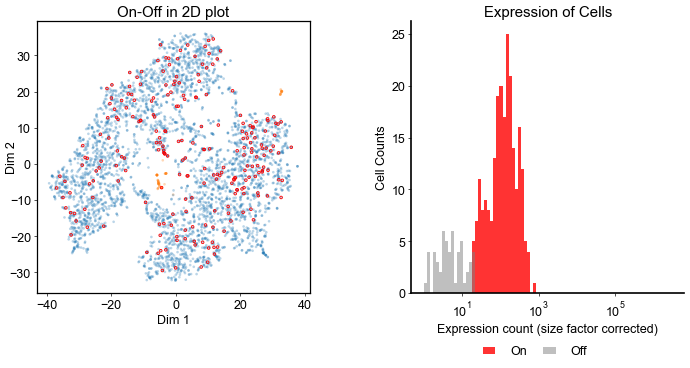 On-Off in 2D plot
Dim 2
30
20
10
0
−10
−20
−30
−40
−20
0
20
40
Dim 1
Expression of Cells
Cell Counts
25
20
15
10
5
0
10^1
10^3
10^5
Expression count (size factor corrected)
On
Off